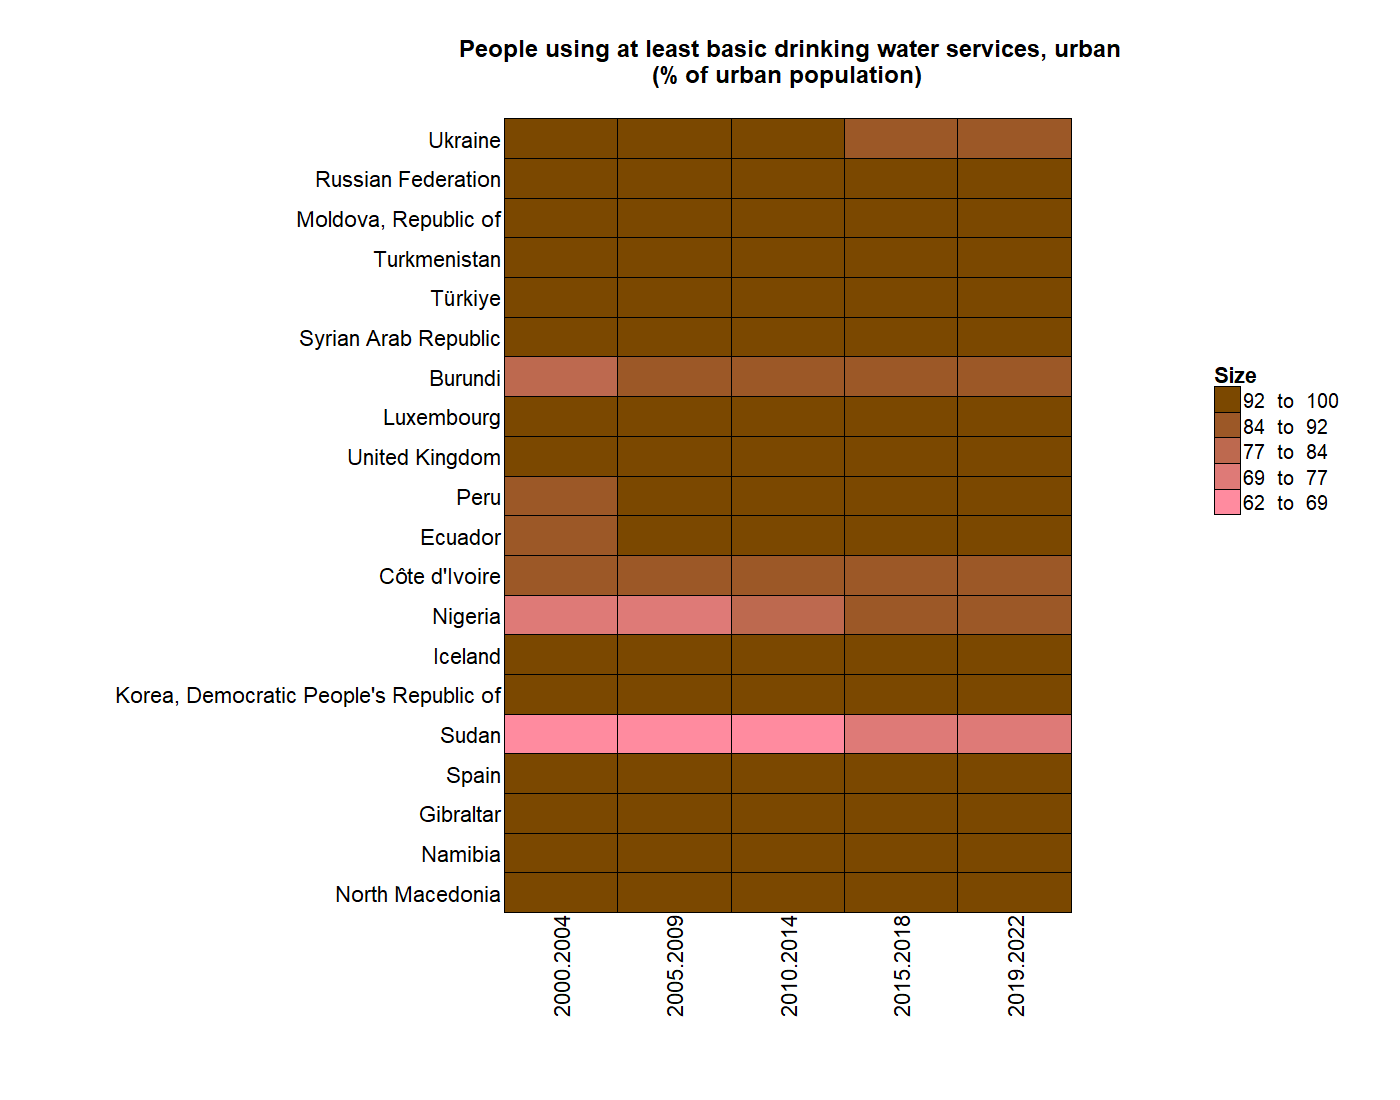 People using at least basic drinking water services, urban
(% of urban population)
Ukraine
Russian Federation
Moldova, Republic of
Turkmenistan
Türkiye
Syrian Arab Republic
Burundi
Luxembourg
United Kingdom
Peru
Ecuador
Côte d'Ivoire
Nigeria
Iceland
Korea, Democratic People's Republic of
Sudan
Spain
Gibraltar
Namibia
North Macedonia
2000.2004
2005.2009
2010.2014
2015.2018
2019.2022
Size
92 to 100
84 to 92
77 to 84
69 to 77
62 to 69